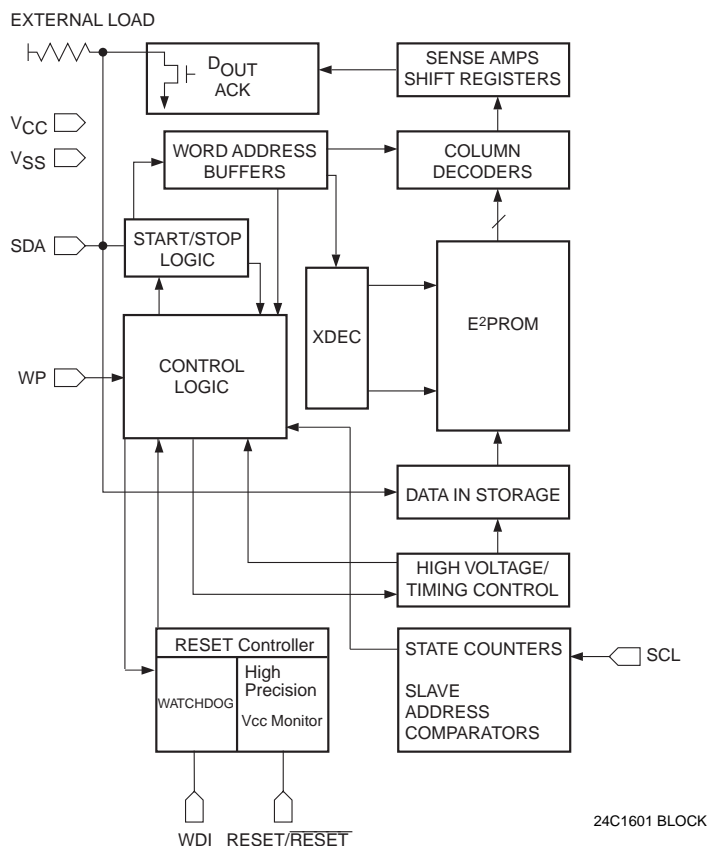 EXTERNAL LOAD
DOUT
ACK
SENSE AMPS
SHIFT REGISTERS
VCC
VSS
WORD ADDRESS
BUFFERS
COLUMN
DECODERS
SDA
START/STOP
LOGIC
XDEC
E²PROM
WP
CONTROL
LOGIC
DATA IN STORAGE
HIGH VOLTAGE/
TIMING CONTROL
RESET Controller
WATCHDOG
High
Precision
Vcc Monitor
STATE COUNTERS
SLAVE
ADDRESS
COMPARATORS
SCL
WDI
RESET/RESET
24C1601 BLOCK